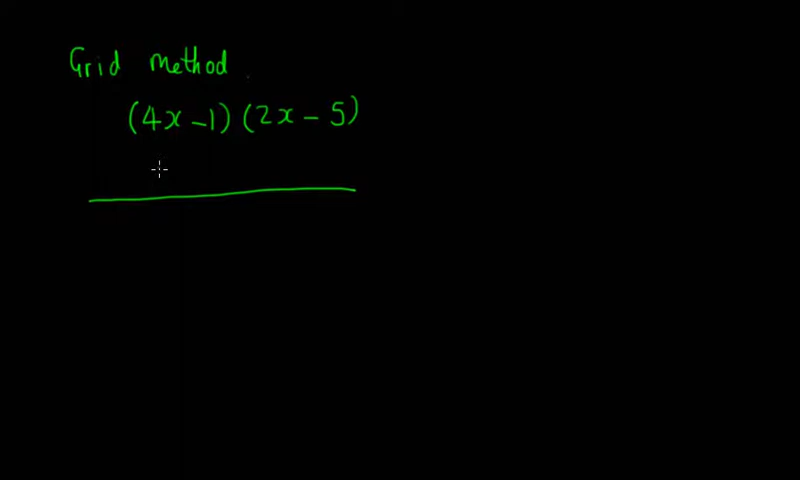 Grid method
(4x - 1) (2x - 5)